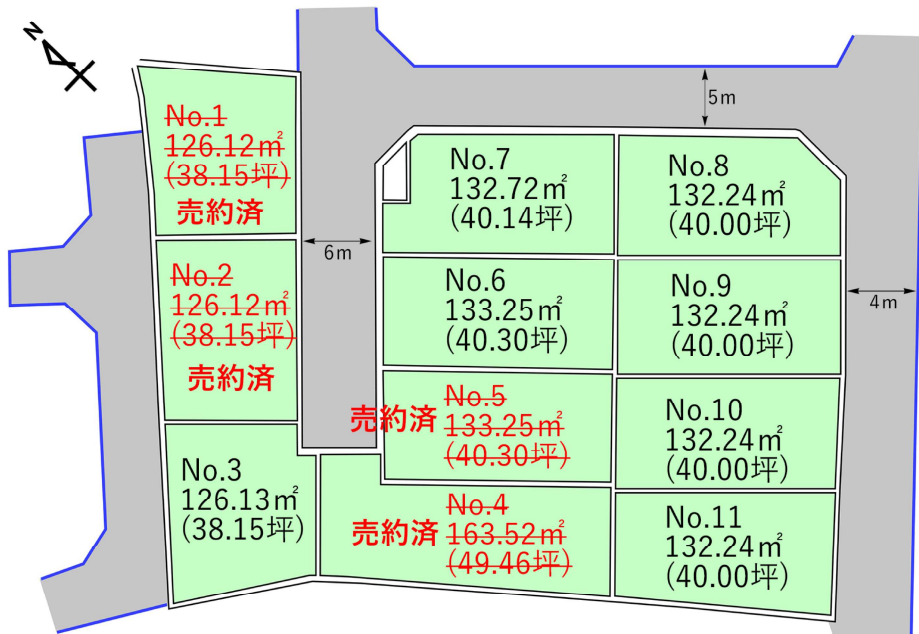 N
No.1
126.12㎡
(38.15坪)
売約済
No.2
126.12㎡
(38.15坪)
売約済
No.3
126.13㎡
(38.15坪)
6m
5m
4m
No.7
132.72㎡
(40.14坪)
No.8
132.24㎡
(40.00坪)
No.6
133.25㎡
(40.30坪)
No.9
132.24㎡
(40.00坪)
売約済
No.5
133.25㎡
(40.30坪)
No.10
132.24㎡
(40.00坪)
売約済
No.4
163.52㎡
(49.46坪)
No.11
132.24㎡
(40.00坪)